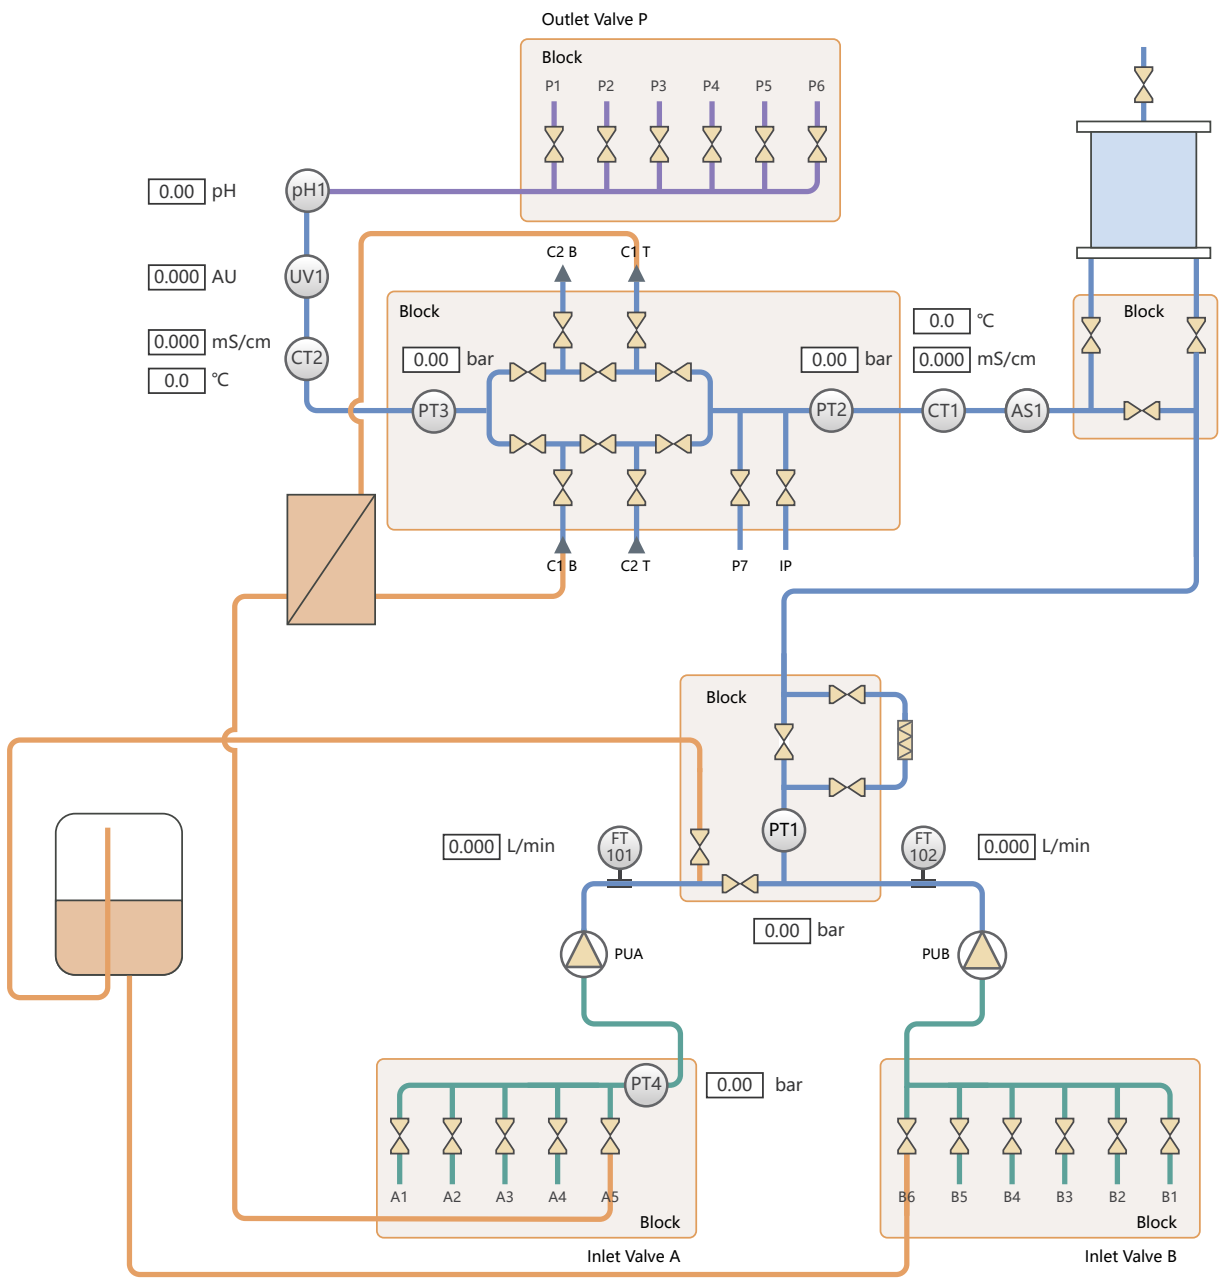 Outlet Valve P
Block
P1 P2 P3 P4 P5 P6
0.00 pH
pH1
0.000 AU
UV1
0.000 mS/cm
0.0 ℃
CT2
C2 B
C1 T
Block
0.00 bar
0.00 bar
PT3
PT2
0.0 ℃
0.000 mS/cm
CT1
AS1
Block
C1 B
C2 T
P7
IP
Block
PT1
0.000 L/min
FT
101
FT
102
0.000 L/min
0.00 bar
PUA
PUB
PT4
0.00 bar
A1 A2 A3 A4 A5
Block
Inlet Valve A
B6 B5 B4 B3 B2 B1
Block
Inlet Valve B